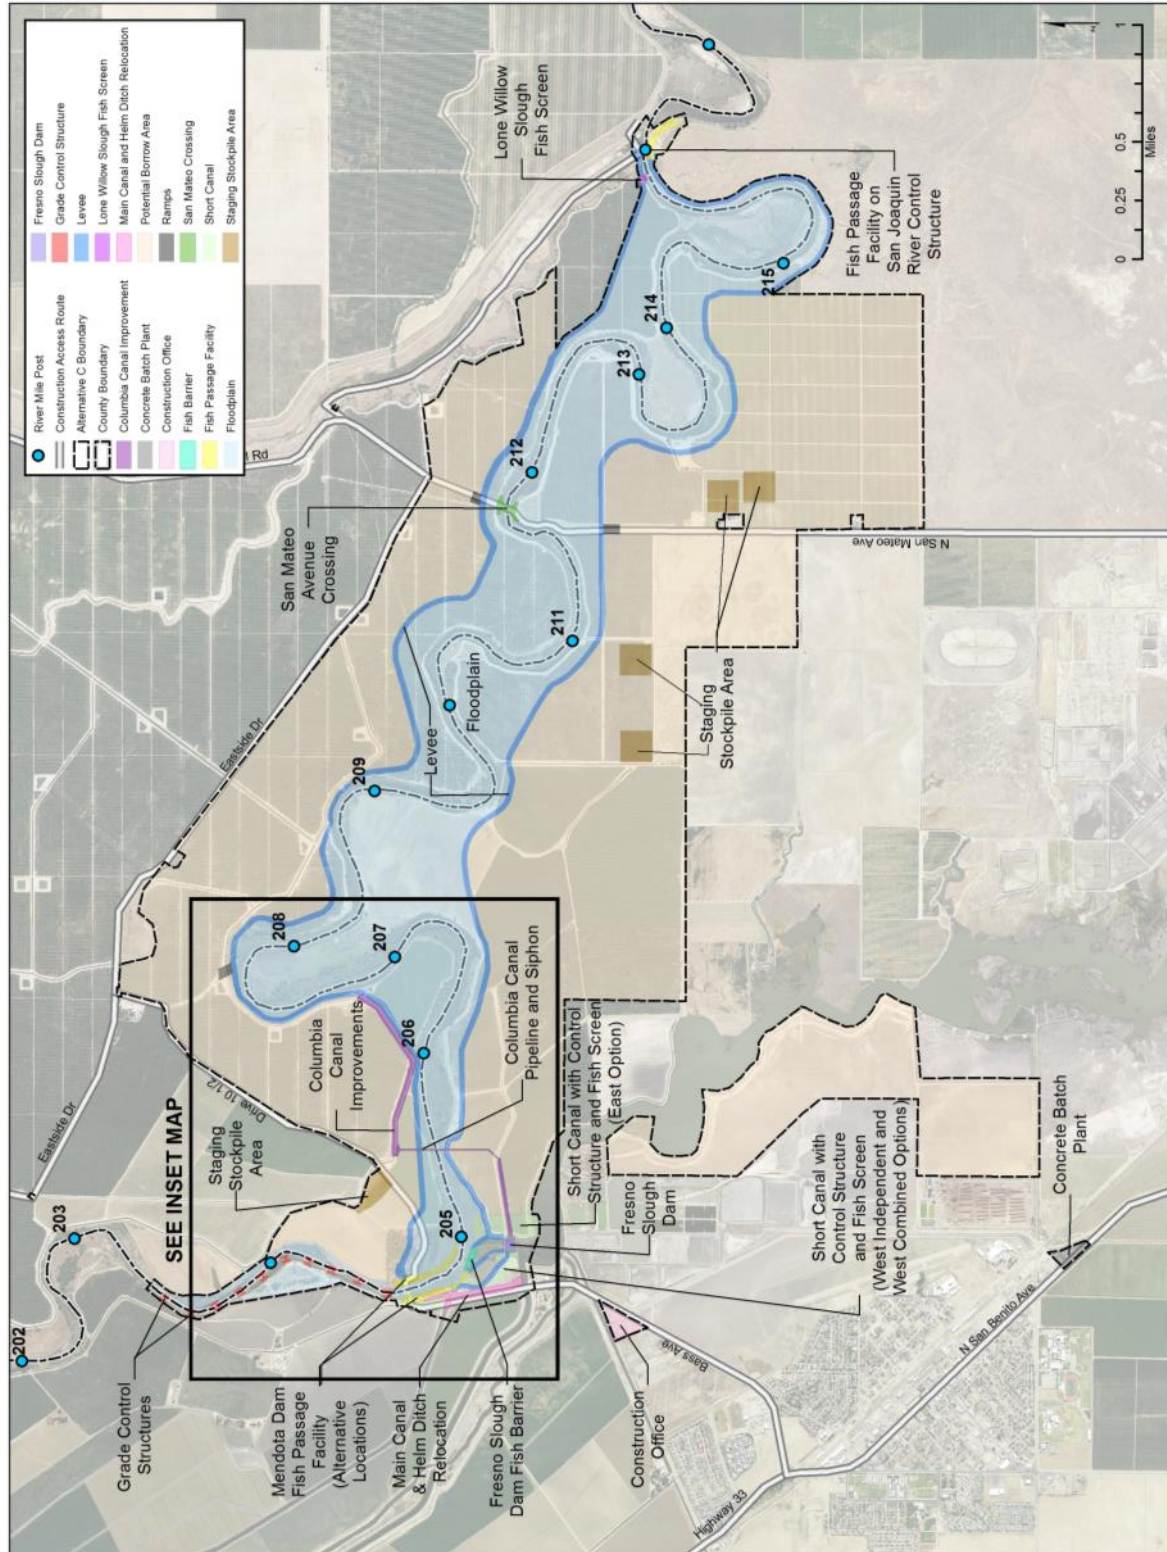 River Mile Post
Construction Access Route
Alternative C Boundary
County Boundary
Columbia Canal Improvement
Concrete Batch Plant
Construction Office
Fish Barrier
Fish Passage Facility
Floodplain
Fresno Slough Dam
Grade Control Structure
Levee
Lone Willow Slough Fish Screen
Main Canal and Helm Ditch Relocation
Potential Borrow Area
Ramps
San Mateo Crossing
Short Canal
Staging Stockpile Area
202
203
Eastside Dr
SEE INSET MAP
Drive 10 1/2
Eastside Dr
Grade Control
Structures
Staging
Stockpile
Area
208
209
San Mateo
Avenue
Crossing
Mendota Dam
Fish Passage
Facility
(Alternative
Locations)
Columbia
Canal
Improvements
207
206
205
Levee
Floodplain
212
211
213
214
215
Lone Willow
Slough
Fish Screen
Main Canal
& Helm Ditch
Relocation
Fresno Slough
Dam Fish Barrier
Columbia Canal
Pipeline and Siphon
Short Canal with Control
Structure and Fish Screen
(East Option)
Fresno
Slough
Dam
Staging
Stockpile Area
N San Mateo Ave
Fish Passage
Facility on
San Joaquin
River Control
Structure
Construction
Office
Bass Ave
Short Canal with
Control Structure
and Fish Screen
(West Independent and
West Combined Options)
Highway 33
N San Benito Ave
Concrete Batch
Plant
0
0.25
0.5
1
Miles